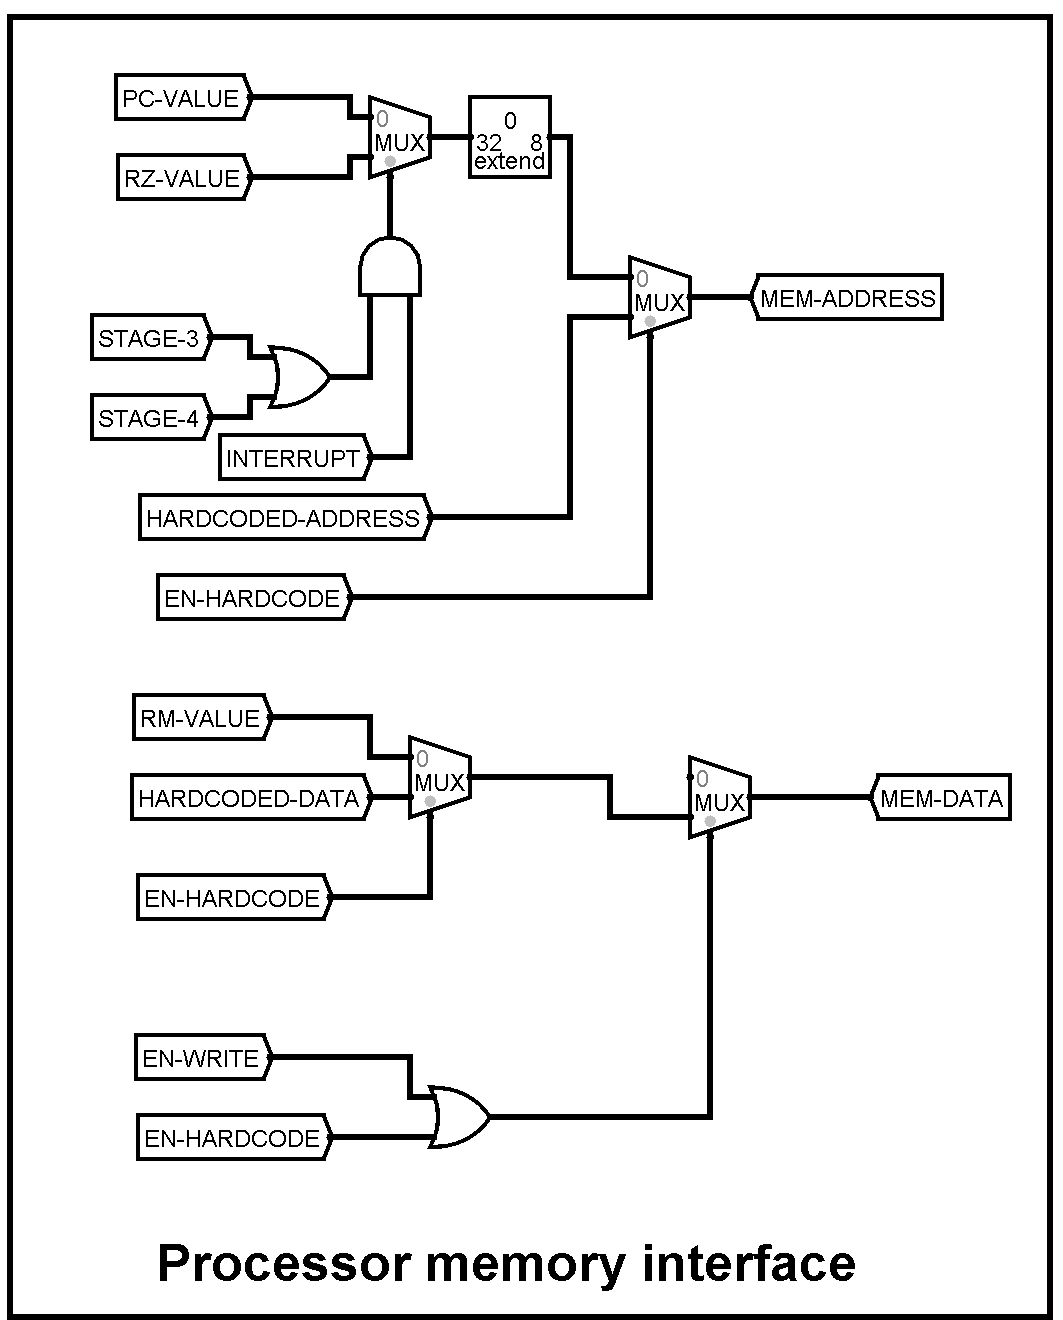 PC-VALUE
0
MUX
RZ-VALUE
0
32 8
extend
0
MUX
MEM-ADDRESS
STAGE-3
STAGE-4
INTERRUPT
HARDCODED-ADDRESS
EN-HARDCODE
RM-VALUE
0
MUX
HARDCODED-DATA
0
MUX
MEM-DATA
EN-HARDCODE
EN-WRITE
EN-HARDCODE
Processor memory interface